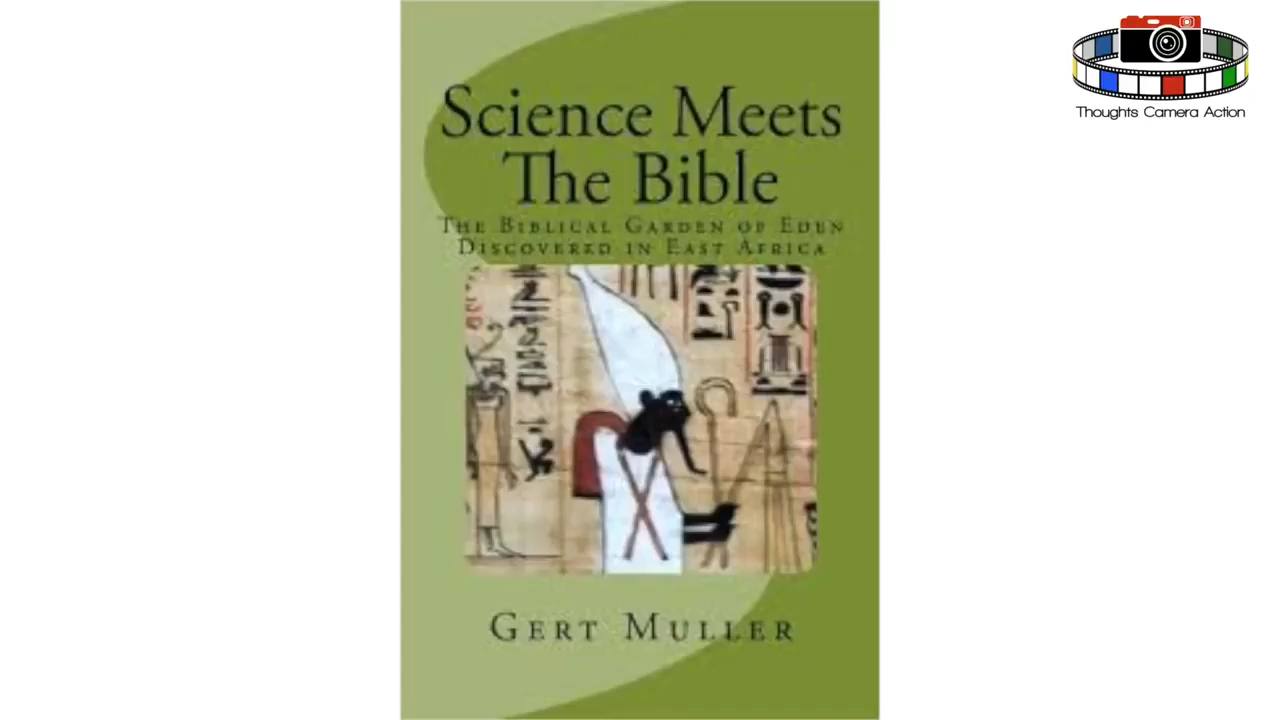 Science Meets
The Bible
The Biblical Garden of Eden
Discovered in East Africa
Gert Muller
Thoughts Camera Action